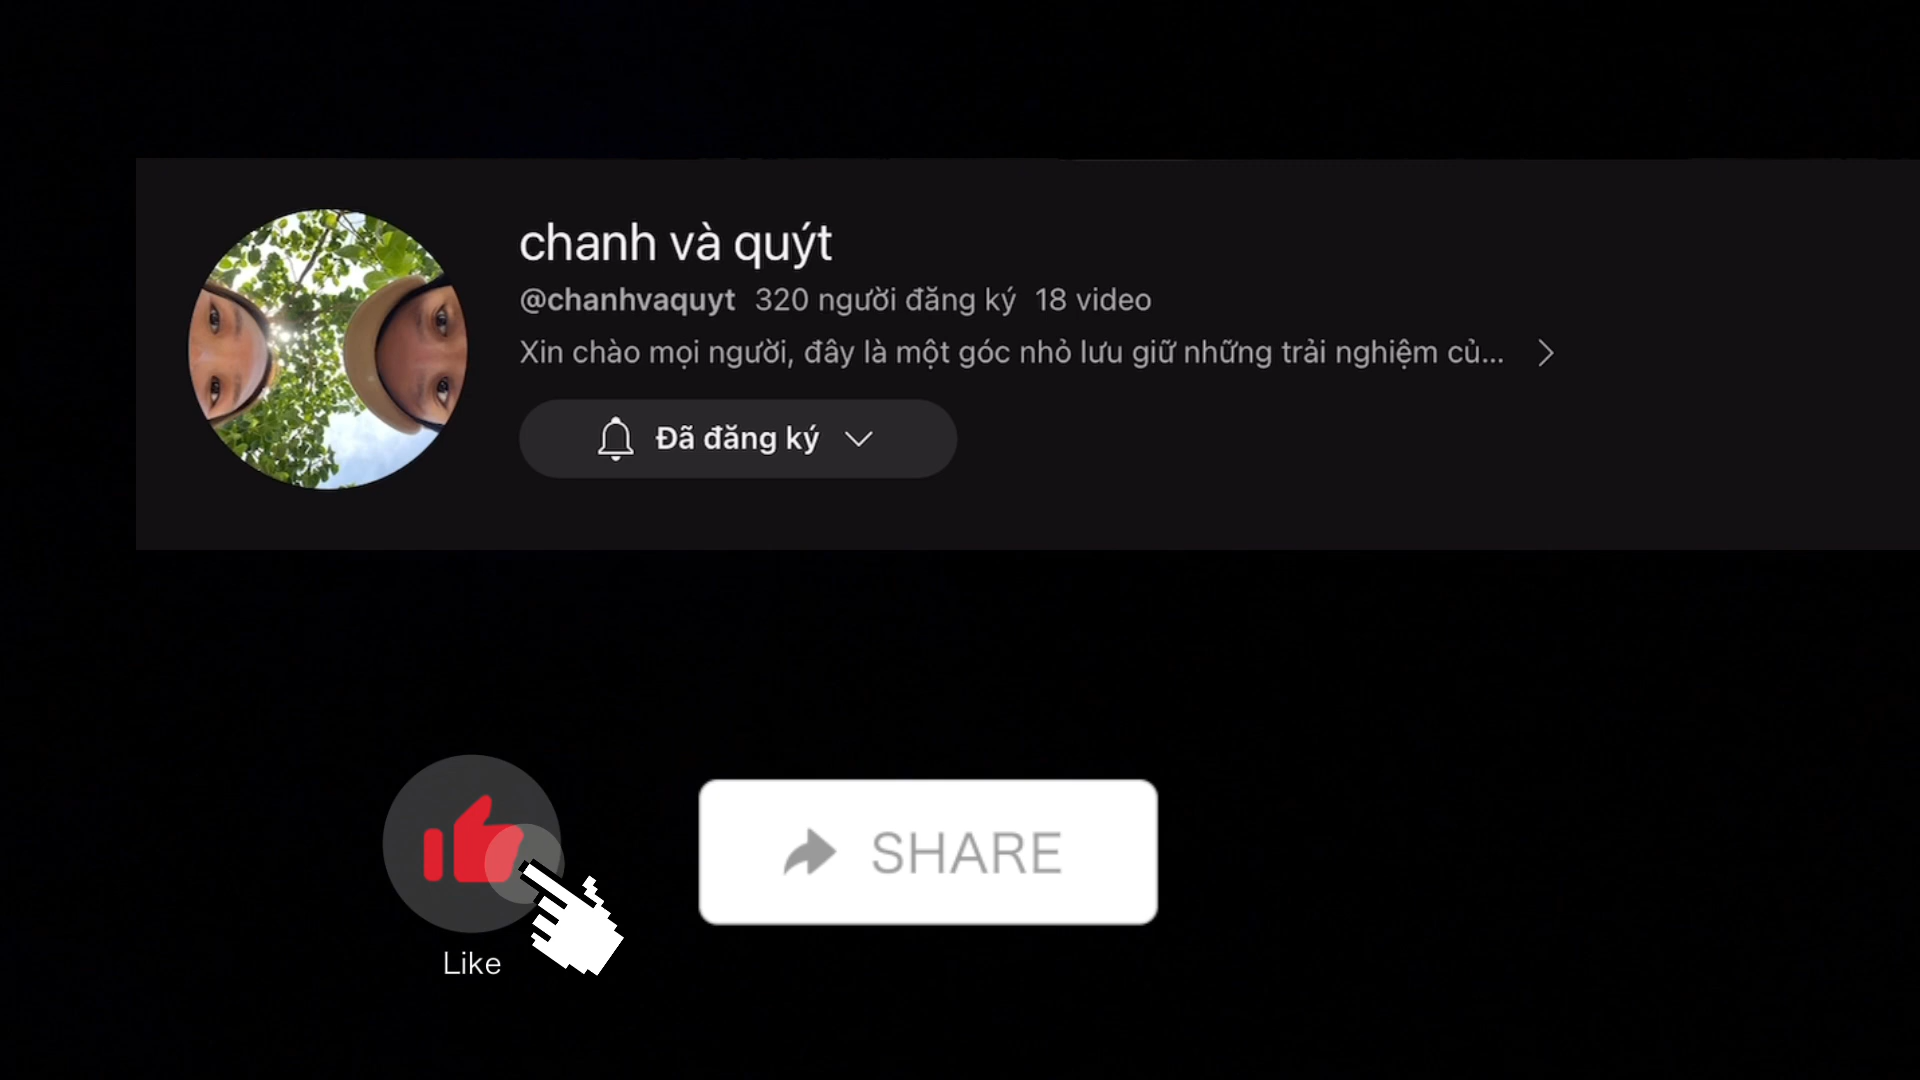 chanh và quýt
@chanhvaquyt 320 người đăng ký 18 video
Xin chào mọi người, đây là một góc nhỏ lưu giữ những trải nghiệm củ...
Đã đăng ký
SHARE
Like